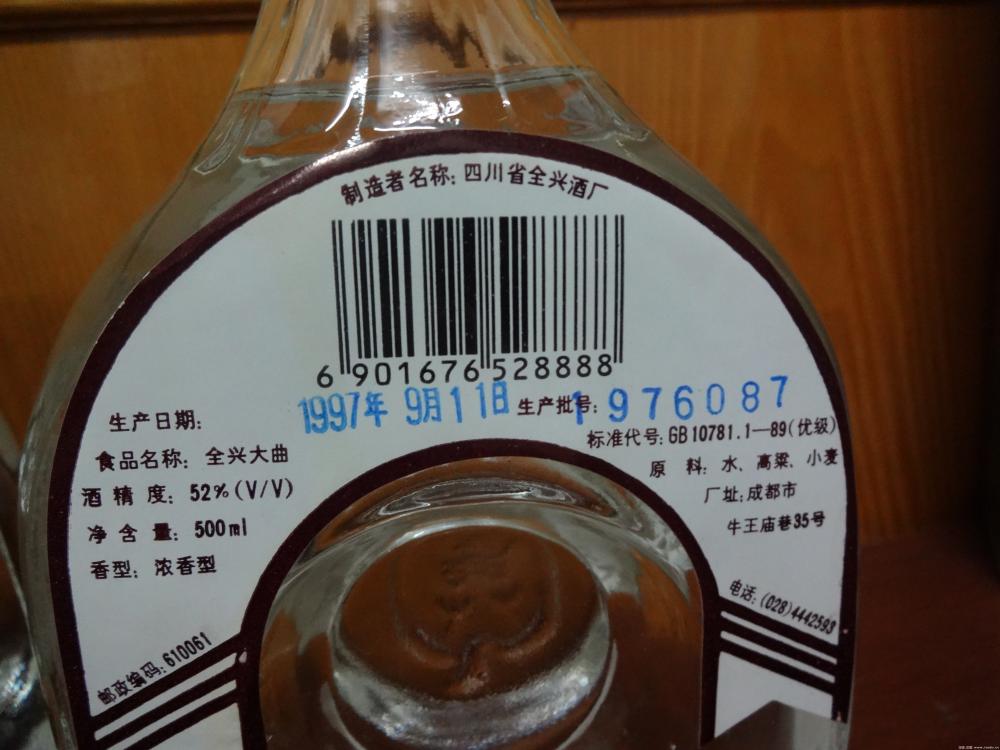 制造者名称: 四川省全兴酒厂
6 901676 528888
生产日期: 1997年 9月11日
生产批号: 1976087
食品名称: 全兴大曲
酒精度: 52%(V/V)
净含量: 500ml
香型: 浓香型
邮政编码: 610061
标准代号: GB10781.1—89(优级)
原 料: 水、高粱、小麦
厂址: 成都市
牛王庙巷35号
电话: (028)4442593